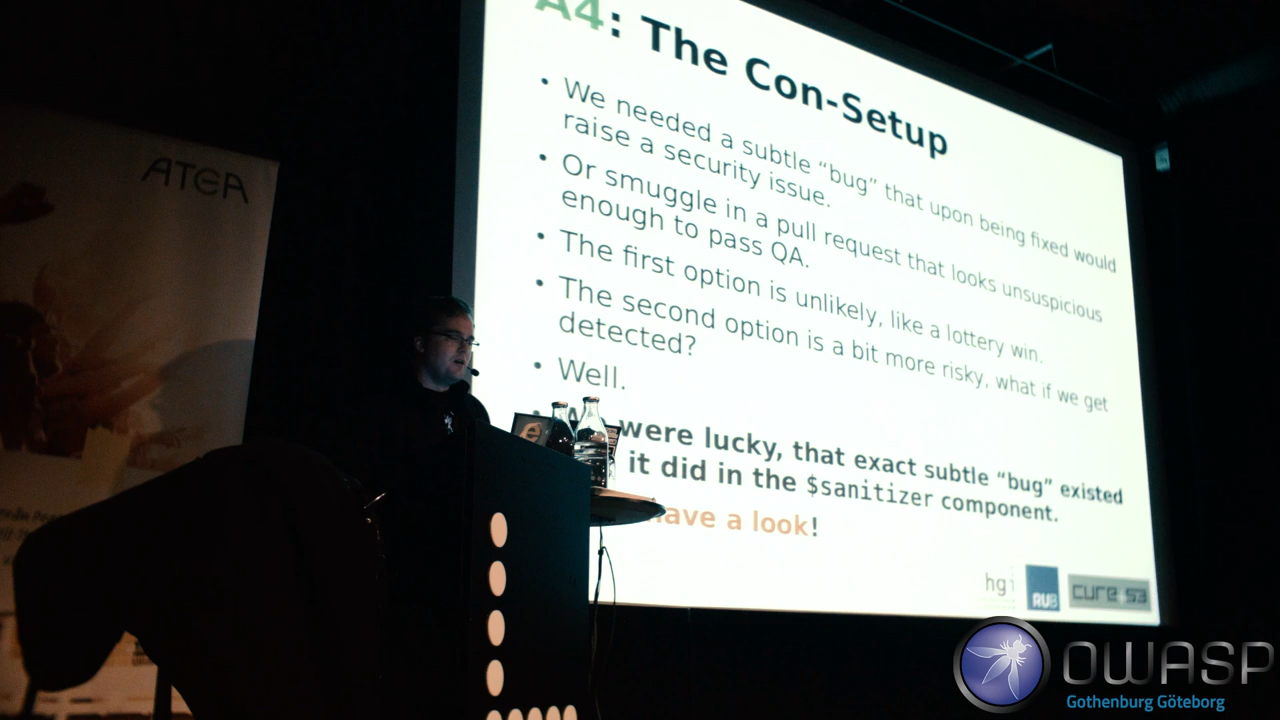 A4: The Con-Setup
• We needed a subtle “bug” that upon being fixed would
raise a security issue.
• Or smuggle in a pull request that looks unsuspicious
enough to pass QA.
• The first option is unlikely, like a lottery win.
• The second option is a bit more risky, what if we get
detected?
• Well.
were lucky, that exact subtle “bug” existed
it did in the $sanitizer component.
have a look!
ATEA
hgi
RUB
cure53
OWASP
Gothenburg Göteborg